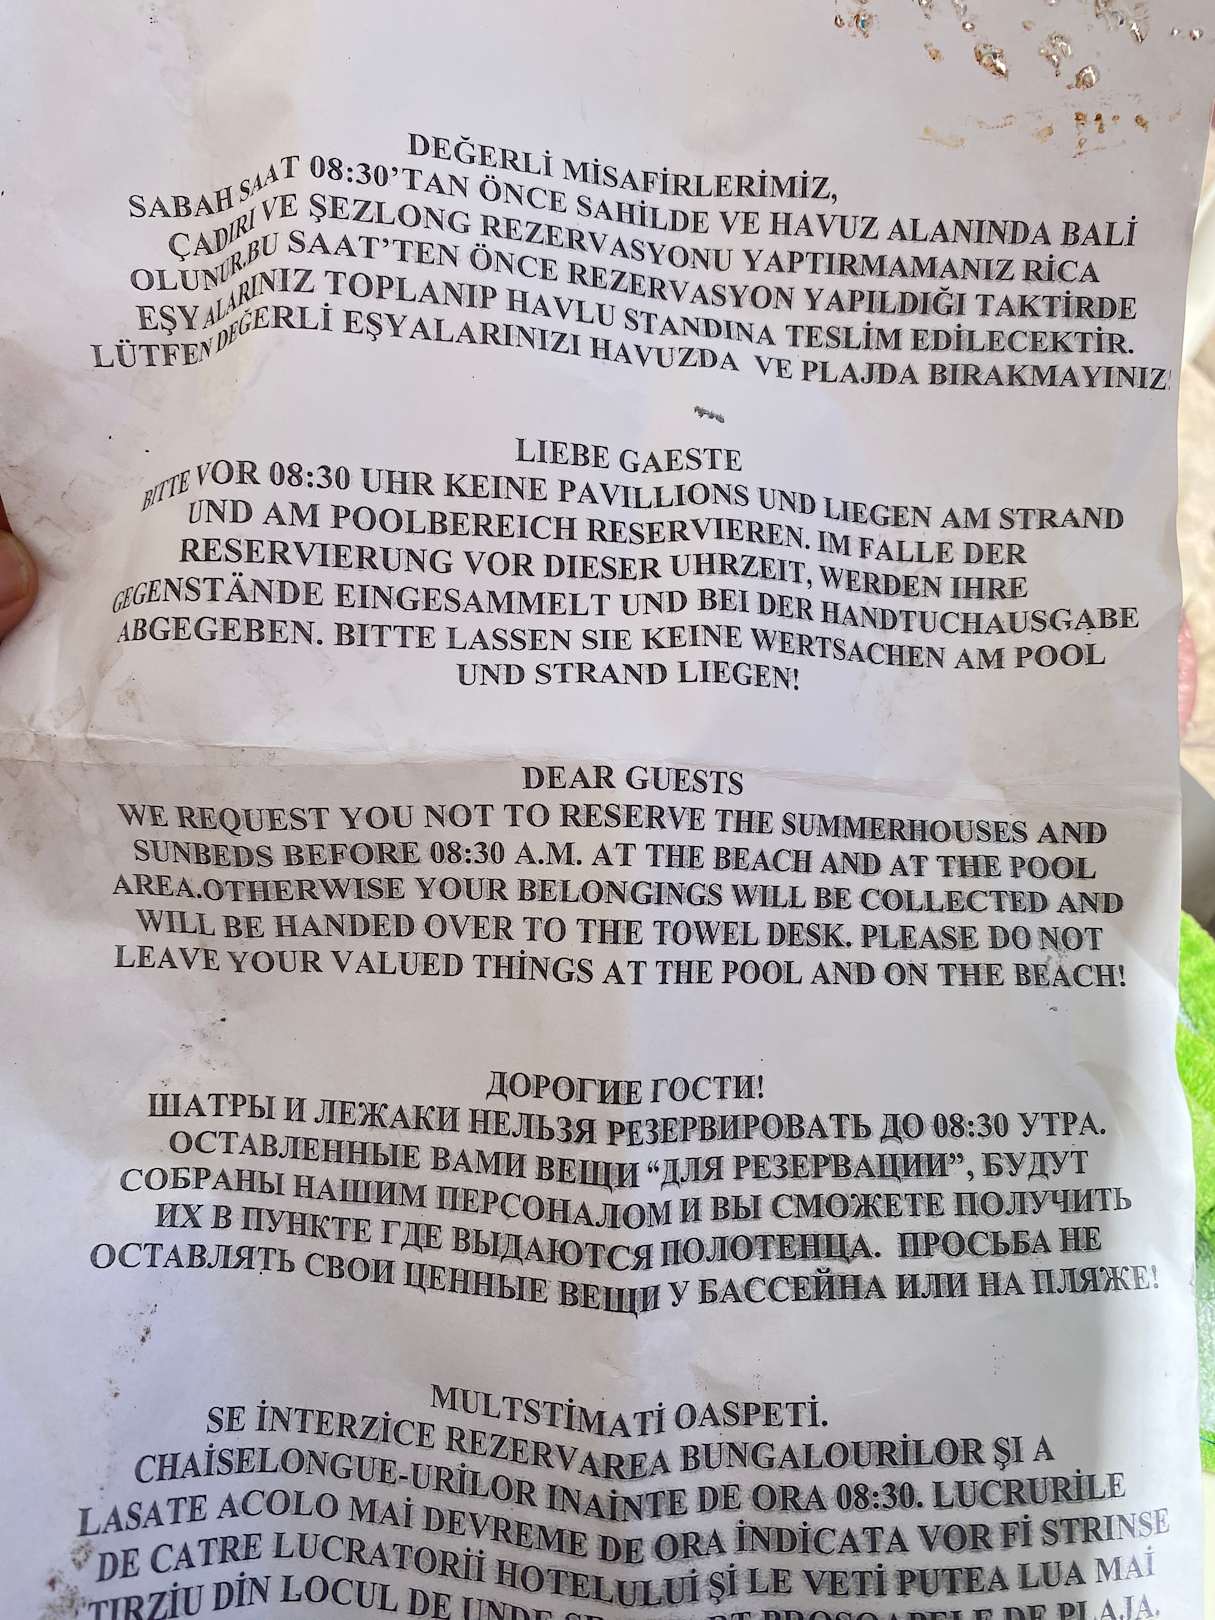 DEĞERLİ MİSAFİRLERİMİZ,
SABAH SAAT 08:30'TAN ÖNCE SAHİLDE VE HAVUZ ALANINDA BALİ
ÇADIRI VE ŞEZLONG REZERVASYONU YAPTIRMAMANIZ RİCA
OLUNUR.BU SAAT'TEN ÖNCE REZERVASYON YAPILDIĞI TAKTİRDE
EŞYALARINIZ TOPLANIP HAVLU STANDINA TESLİM EDİLECEKTİR.
LÜTFEN DEĞERLİ EŞYALARINIZI HAVUZDA VE PLAJDA BIRAKMAYINIZ!
LIEBE GAESTE
BITTE VOR 08:30 UHR KEINE PAVILLIONS UND LIEGEN AM STRAND
UND AM POOLBEREICH RESERVIEREN. IM FALLE DER
RESERVIERUNG VOR DIESER UHRZEIT, WERDEN IHRE
GEGENSTÄNDE EINGESAMMELT UND BEI DER HANDTUCHAUSGABE
ABGEGEBEN. BITTE LASSEN SIE KEINE WERTSACHEN AM POOL
UND STRAND LIEGEN!
DEAR GUESTS
WE REQUEST YOU NOT TO RESERVE THE SUMMERHOUSES AND
SUNBEDS BEFORE 08:30 A.M. AT THE BEACH AND AT THE POOL
AREA.OTHERWISE YOUR BELONGINGS WILL BE COLLECTED AND
WILL BE HANDED OVER TO THE TOWEL DESK. PLEASE DO NOT
LEAVE YOUR VALUED THİNGS AT THE POOL AND ON THE BEACH!
ДОРОГИЕ ГОСТИ!
ШАТРЫ И ЛЕЖАКИ НЕЛЬЗЯ РЕЗЕРВИРОВАТЬ ДО 08:30 УТРА.
ОСТАВЛЕННЫЕ ВАМИ ВЕЩИ “ДЛЯ РЕЗЕРВАЦИИ”, БУДУТ
СОБРАНЫ НАШИМ ПЕРСОНАЛОМ И ВЫ СМОЖЕТЕ ПОЛУЧИТЬ
ИХ В ПУНКТЕ ГДЕ ВЫДАЮТСЯ ПОЛОТЕНЦА. ПРОСЬБА НЕ
ОСТАВЛЯТЬ СВОИ ЦЕННЫЕ ВЕЩИ У БАССЕЙНА ИЛИ НА ПЛЯЖЕ!
MULTSTİMATİ OASPETİ.
SE İNTERZİCE REZERVAREA BUNGALOURİLOR ŞI A
CHAİSELONGUE-URİLOR INAİNTE DE ORA 08:30. LUCRURİLE
LASATE ACOLO MAİ DEVREME DE ORA İNDİCATA VOR Fİ STRINSE
DE CATRE LUCRATORİİ HOTELULUİ Şİ LE VETİ PUTEA LUA MAİ
TIRZİU DİN LOCUL DE UNDE PROSOAPELE DE PLAJA.